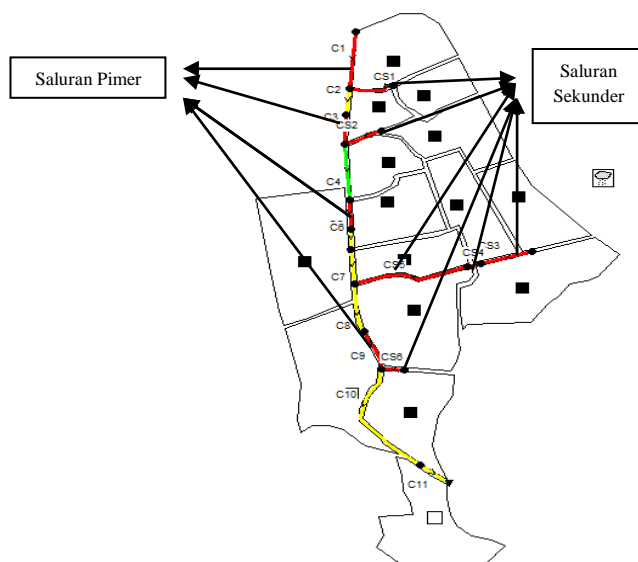 C1
Saluran Pimer
C2
CS1
Saluran
Sekunder
C3
CS2
C4
C6
CS5
CS4
CS3
C7
C8
C9
CS6
C10
C11